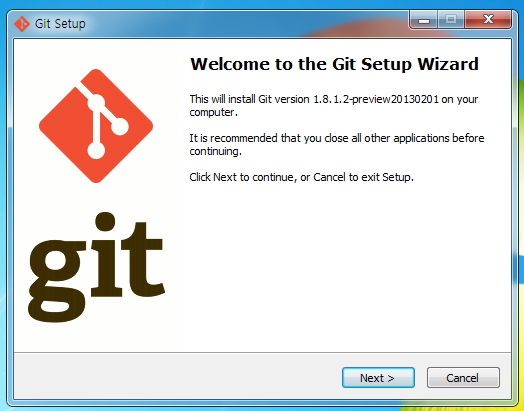 Git Setup
Welcome to the Git Setup Wizard
This will install Git version 1.8.1.2-preview20130201 on your
computer.
It is recommended that you close all other applications before
continuing.
Click Next to continue, or Cancel to exit Setup.
git
Next >
Cancel